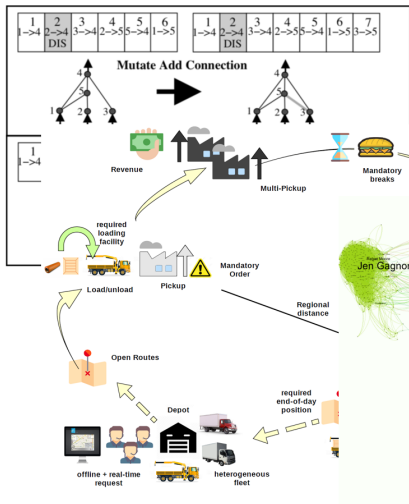 1 2 3 4 5 6
1->4 2->4 3->4 2->5 5->4 1->5
DIS
1 2 3 4 5 6 7
1->4 2->4 3->4 2->5 5->4 1->5 3->5
DIS
Mutate Add Connection
4
5
1 2 3
4
5
1 2 3
1
1->4
Revenue
Multi-Pickup
Mandatory
breaks
required
loading
facility
Load/unload
Pickup
Mandatory
Order
Jen Gagnon
Regional
distance
Open Routes
required
end-of-day
position
Depot
offline + real-time
request
heterogeneous
fleet